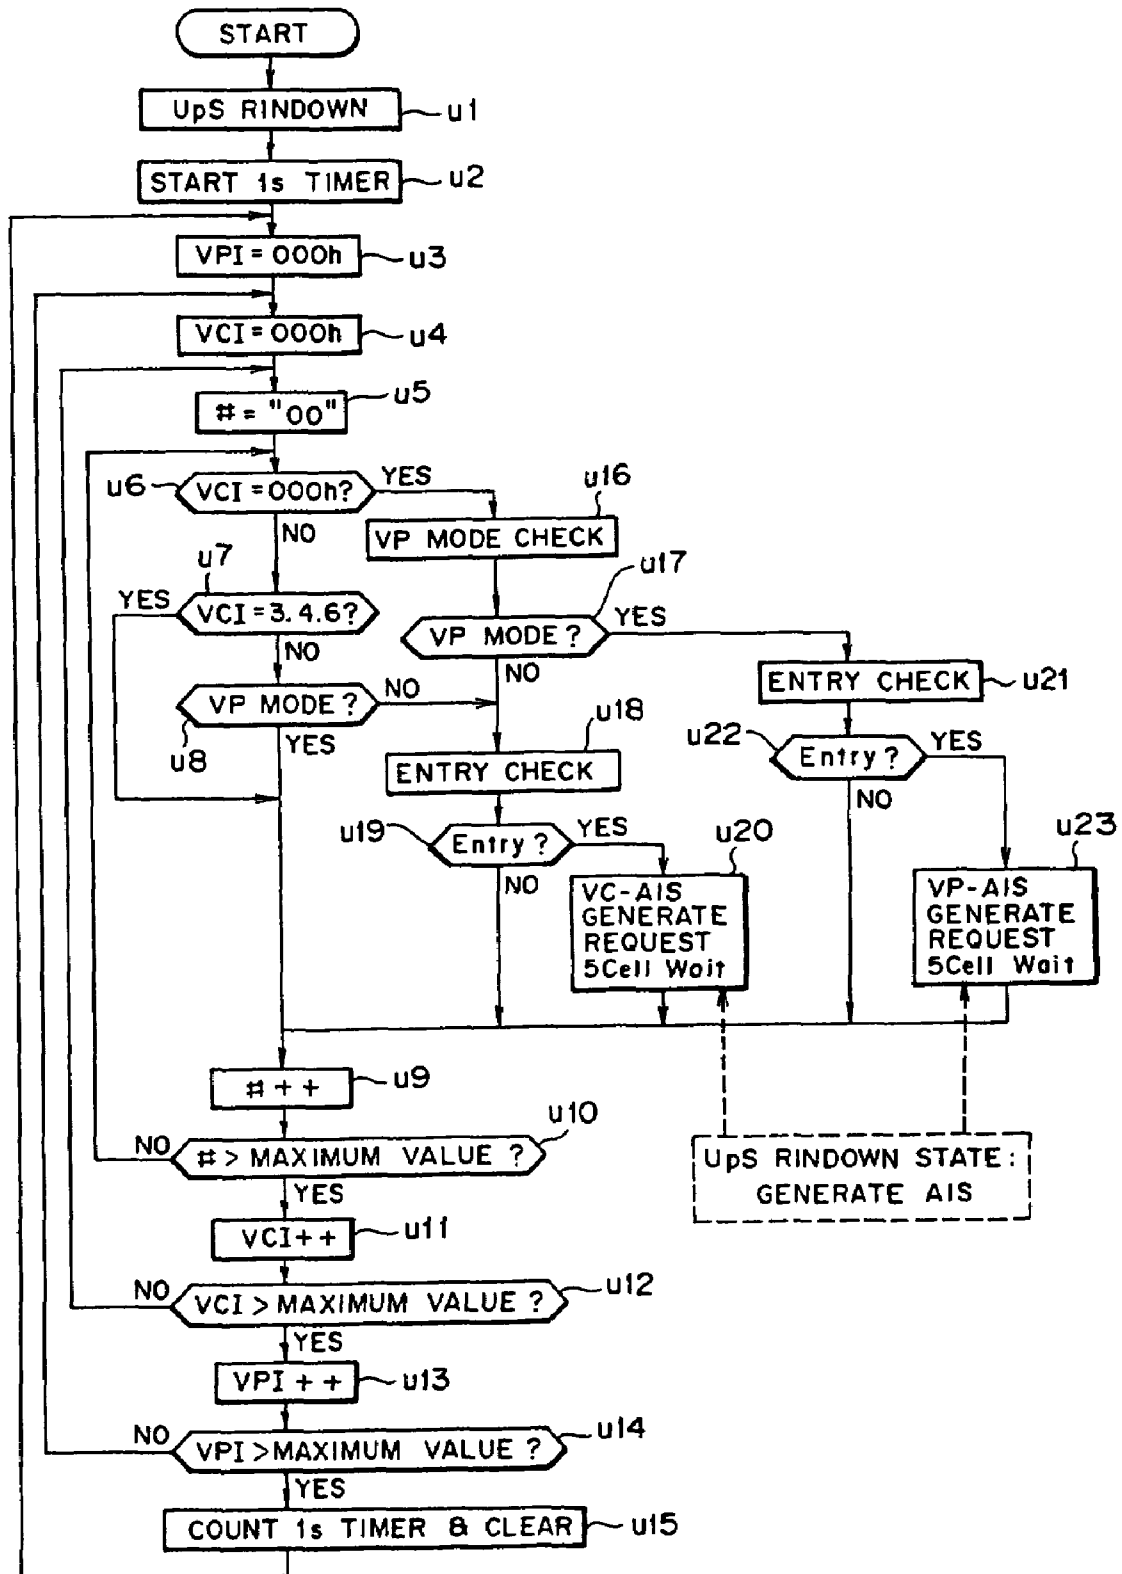 START
UpS RINDOWN u1
START 1s TIMER u2
VPI=000h u3
VCI=000h u4
#="00" u5
u6 VCI=000h? YES
NO
u16
VP MODE CHECK
u7
YES VCI=3.4.6?
NO
u17
VP MODE? YES
NO
VP MODE? NO
u8 YES
ENTRY CHECK u21
u18
ENTRY CHECK
u22 Entry? YES
NO
u19 Entry? YES
NO
u20
VC-AIS
GENERATE
REQUEST
5Cell Wait
u23
VP-AIS
GENERATE
REQUEST
5Cell Wait
#++ u9
u10
NO #>MAXIMUM VALUE?
YES
UpS RINDOWN STATE:
GENERATE AIS
VCI++ u11
NO VCI>MAXIMUM VALUE? u12
YES
VPI++ u13
NO VPI>MAXIMUM VALUE? u14
YES
COUNT 1s TIMER & CLEAR u15